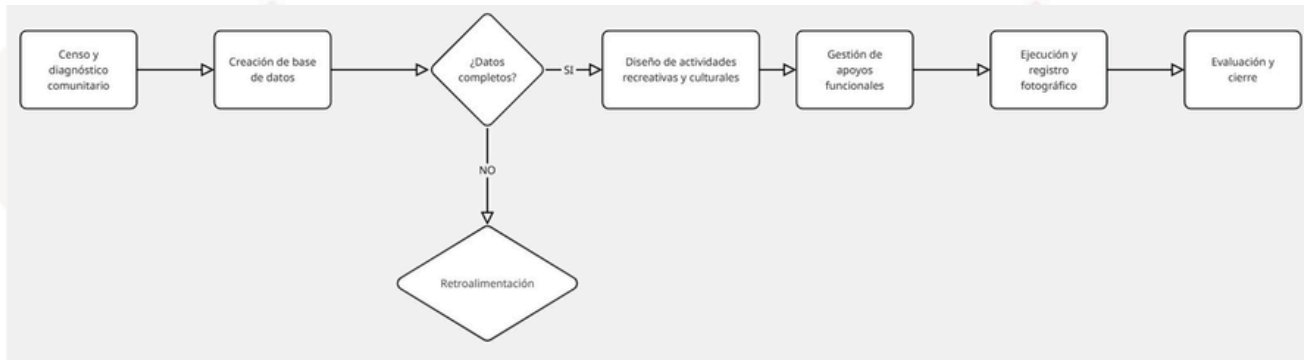 Censo y
diagnóstico
comunitario
Creación de base
de datos
¿Datos
completos?
SI
Diseño de actividades
recreativas y culturales
Gestión de
apoyos
funcionales
Ejecución y
registro
fotográfico
Evaluación y
cierre
NO
Retroalimentación